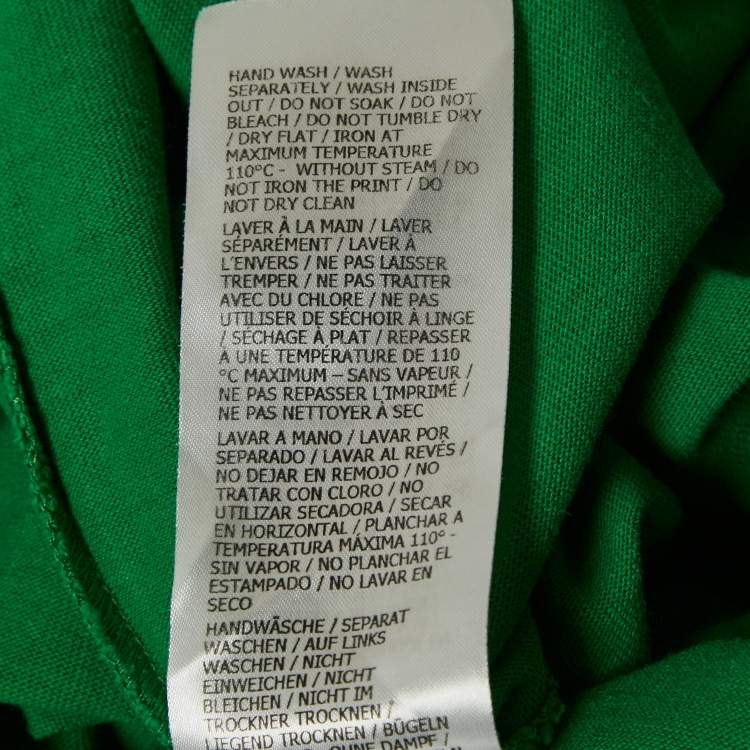 HAND WASH / WASH
SEPARATELY / WASH INSIDE
OUT / DO NOT SOAK / DO NOT
BLEACH / DO NOT TUMBLE DRY
/ DRY FLAT / IRON AT
MAXIMUM TEMPERATURE
110°C - WITHOUT STEAM / DO
NOT IRON THE PRINT / DO
NOT DRY CLEAN
LAVER À LA MAIN / LAVER
SÉPARÉMENT / LAVER À
L'ENVERS / NE PAS LAISSER
TREMPER / NE PAS TRAITER
AVEC DU CHLORE / NE PAS
UTILISER DE SÉCHOIR À LINGE
/ SÉCHAGE À PLAT / REPASSER
À UNE TEMPÉRATURE DE 110
°C MAXIMUM – SANS VAPEUR /
NE PAS REPASSER L'IMPRIMÉ /
NE PAS NETTOYER À SEC
LAVAR A MANO / LAVAR POR
SEPARADO / LAVAR AL REVÉS /
NO DEJAR EN REMOJO / NO
TRATAR CON CLORO / NO
UTILIZAR SECADORA / SECAR
EN HORIZONTAL / PLANCHAR A
TEMPERATURA MÁXIMA 110° -
SIN VAPOR / NO PLANCHAR EL
ESTAMPADO / NO LAVAR EN
SECO
HANDWÄSCHE / SEPARAT
WASCHEN / AUF LINKS
WASCHEN / NICHT
EINWEICHEN / NICHT
BLEICHEN / NICHT IM
TROCKNER TROCKNEN /
LIEGEND TROCKNEN / BÜGELN
OHNE DAMPF /